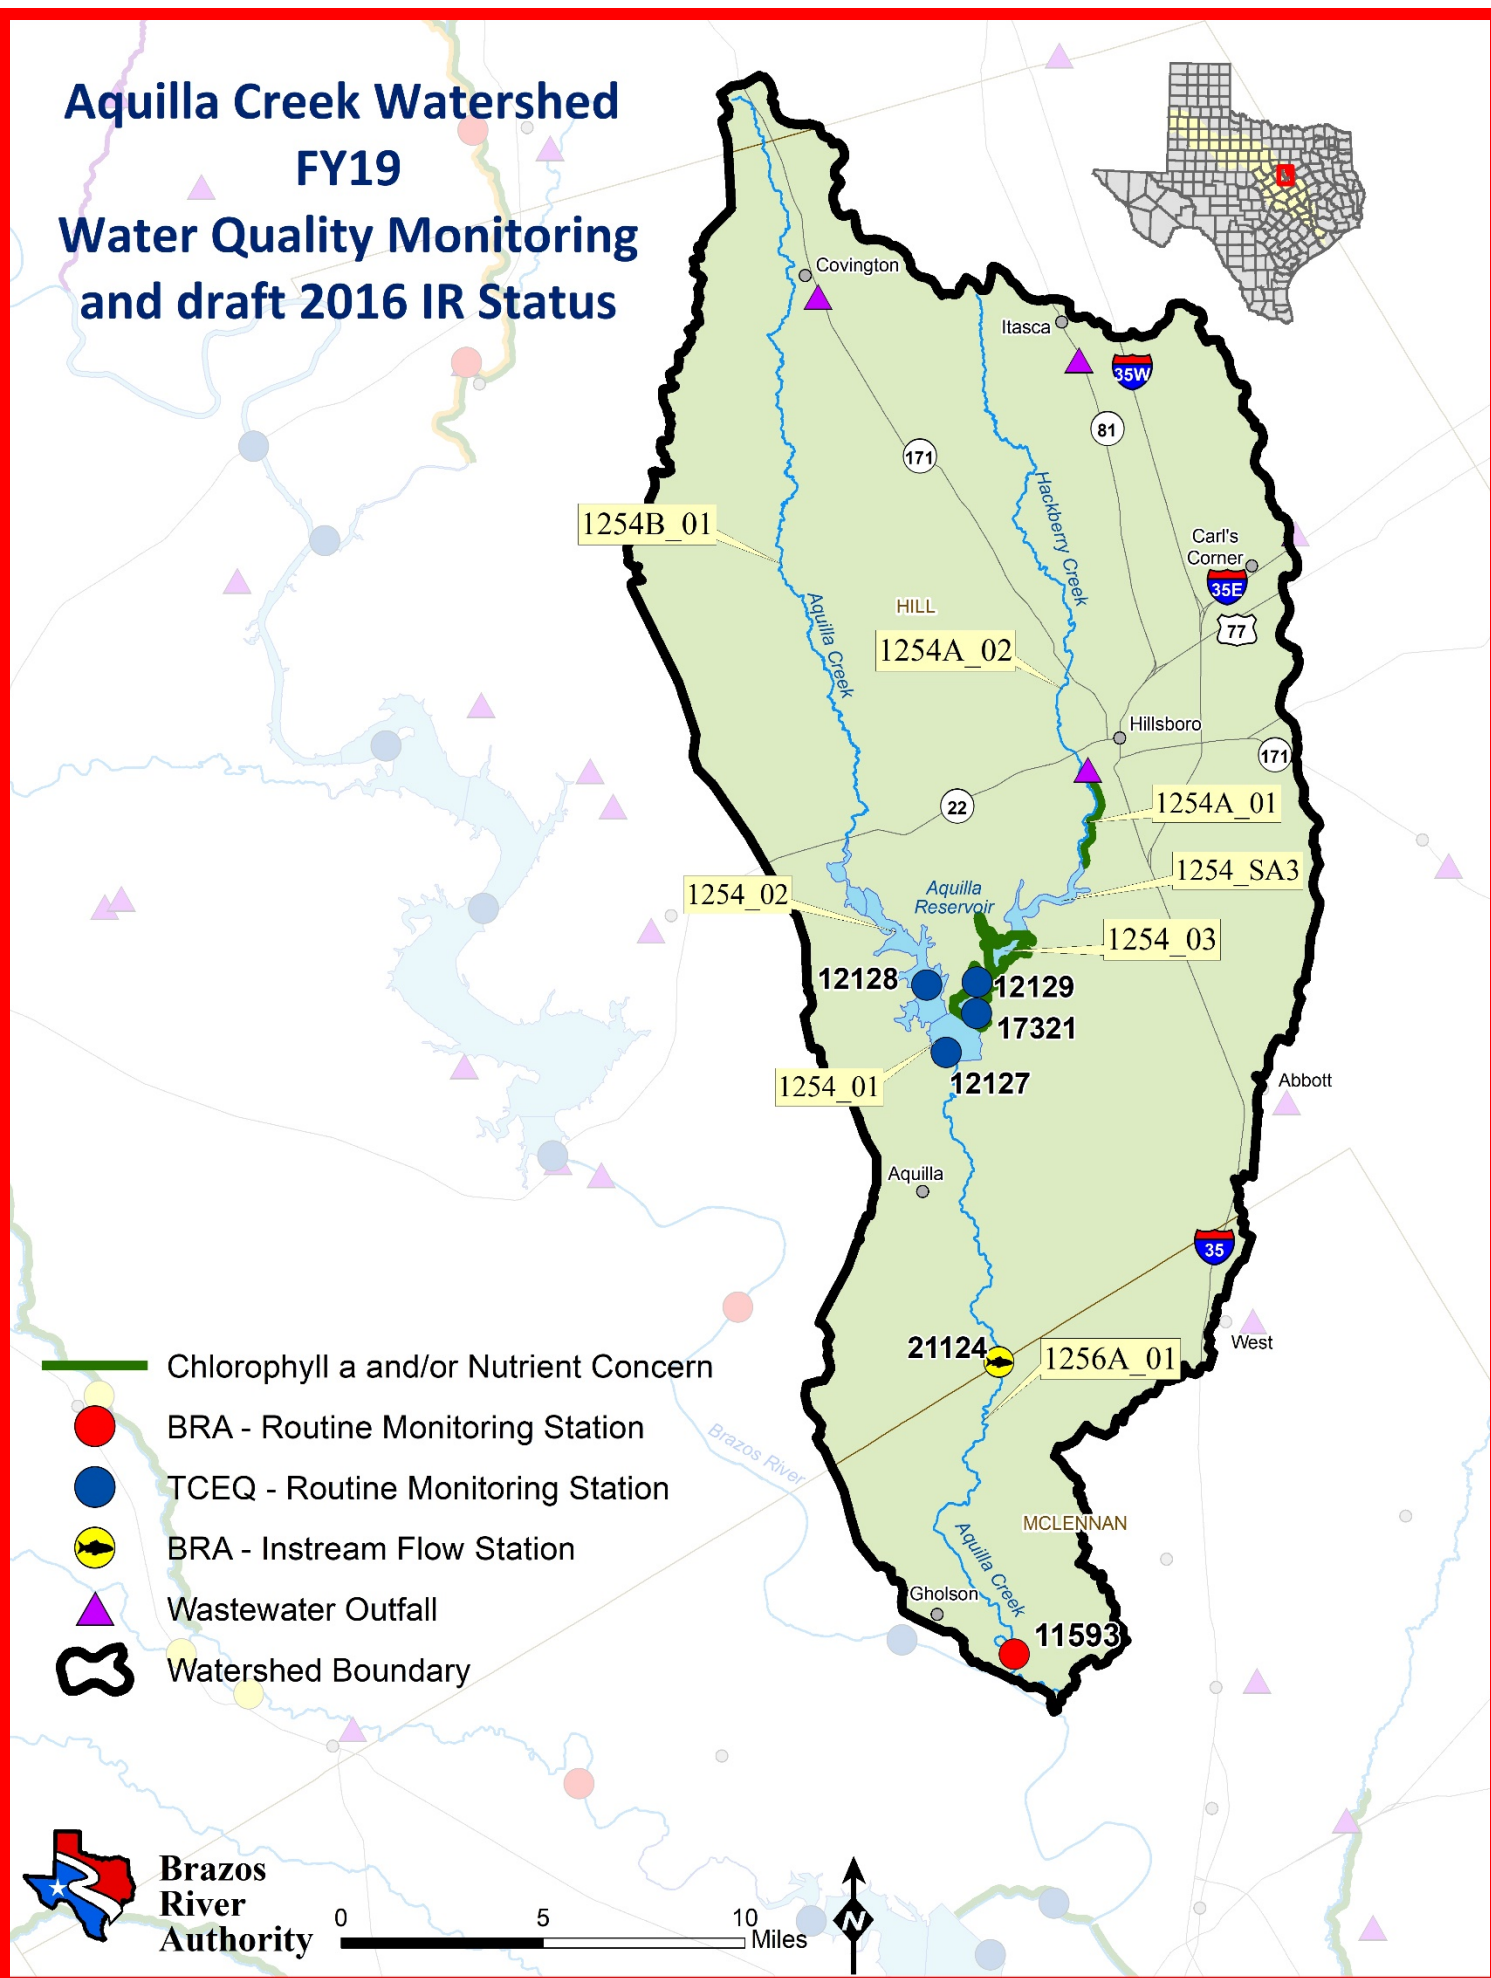 Aquilla Creek Watershed
FY19
Water Quality Monitoring
and draft 2016 IR Status
Covington
Itasca
35W
81
171
Hackberry Creek
1254B_01
Carl's
Corner
35E
77
Aquilla Creek
HILL
1254A_02
Hillsboro
171
22
1254A_01
1254_SA3
1254_02
Aquilla
Reservoir
1254_03
12128
12129
17321
1254_01
12127
Abbott
Aquilla
35
21124
1256A_01
West
Brazos River
MCLENNAN
Aquilla Creek
Gholson
11593
Chlorophyll a and/or Nutrient Concern
BRA - Routine Monitoring Station
TCEQ - Routine Monitoring Station
BRA - Instream Flow Station
Wastewater Outfall
Watershed Boundary
Brazos
River
Authority
0 5 10
Miles
N